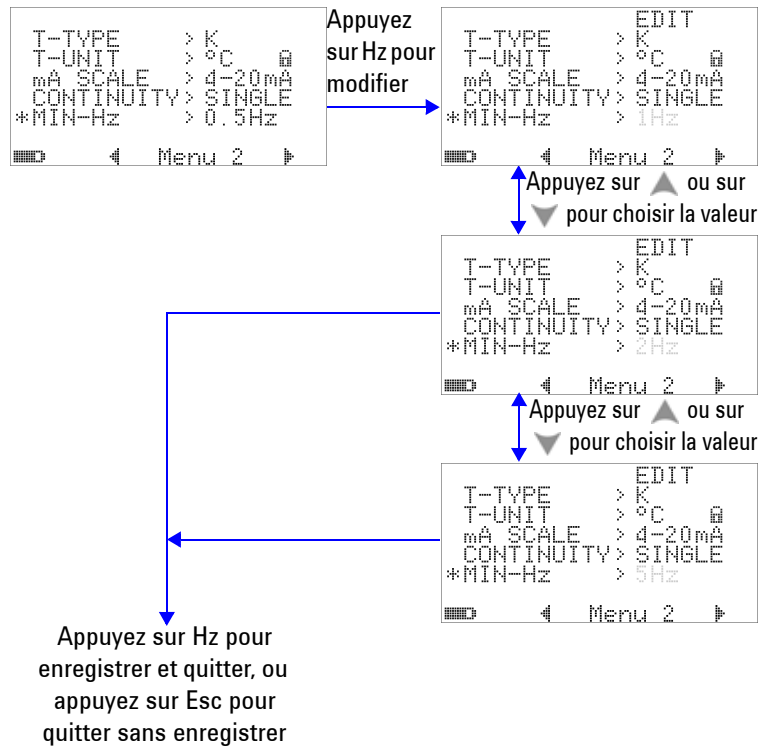 T-TYPE > K
T-UNIT > °C
mA SCALE > 4-20mA
CONTINUITY> SINGLE
*MIN-Hz > 0.5Hz
Menu 2
Appuyez
sur Hz pour
modifier
EDIT
T-TYPE > K
T-UNIT > °C
mA SCALE > 4-20mA
CONTINUITY> SINGLE
*MIN-Hz > 1Hz
Menu 2
Appuyez sur ou sur
pour choisir la valeur
EDIT
T-TYPE > K
T-UNIT > °C
mA SCALE > 4-20mA
CONTINUITY> SINGLE
*MIN-Hz > 2Hz
Menu 2
Appuyez sur ou sur
pour choisir la valeur
EDIT
T-TYPE > K
T-UNIT > °C
mA SCALE > 4-20mA
CONTINUITY> SINGLE
*MIN-Hz > 5Hz
Menu 2
Appuyez sur Hz pour
enregistrer et quitter, ou
appuyez sur Esc pour
quitter sans enregistrer